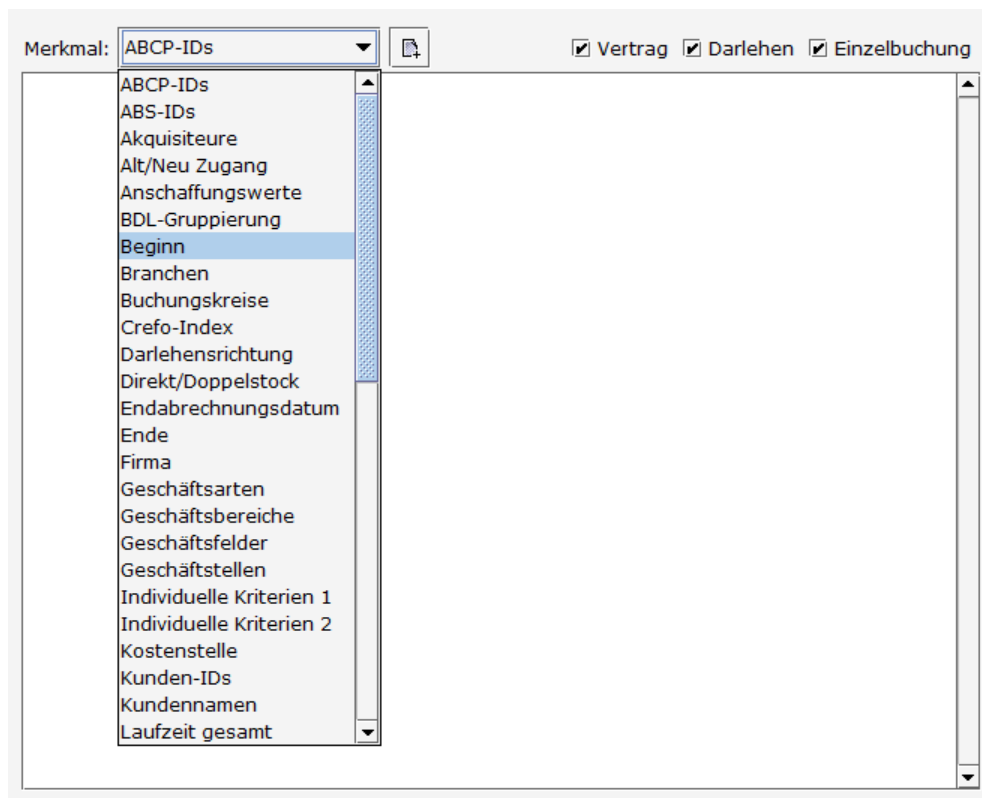 Merkmal: ABCP-IDs Vertrag Darlehen Einzelbuchung
ABCP-IDs
ABS-IDs
Akquisiteure
Alt/Neu Zugang
Anschaffungswerte
BDL-Gruppierung
Beginn
Branchen
Buchungskreise
Crefo-Index
Darlehensrichtung
Direkt/Doppelstock
Endabrechnungsdatum
Ende
Firma
Geschäftsarten
Geschäftsbereiche
Geschäftsfelder
Geschäftstellen
Individuelle Kriterien 1
Individuelle Kriterien 2
Kostenstelle
Kunden-IDs
Kundennamen
Laufzeit gesamt